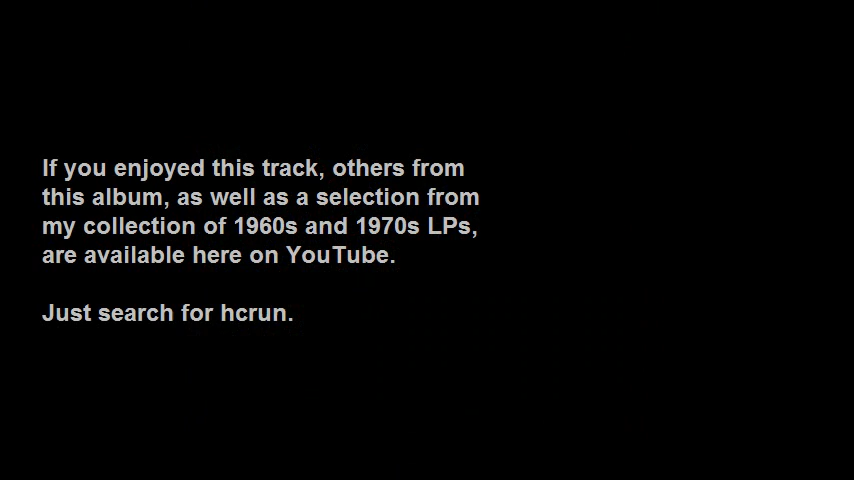 If you enjoyed this track, others from
this album, as well as a selection from
my collection of 1960s and 1970s LPs,
are available here on YouTube.
Just search for hcrun.